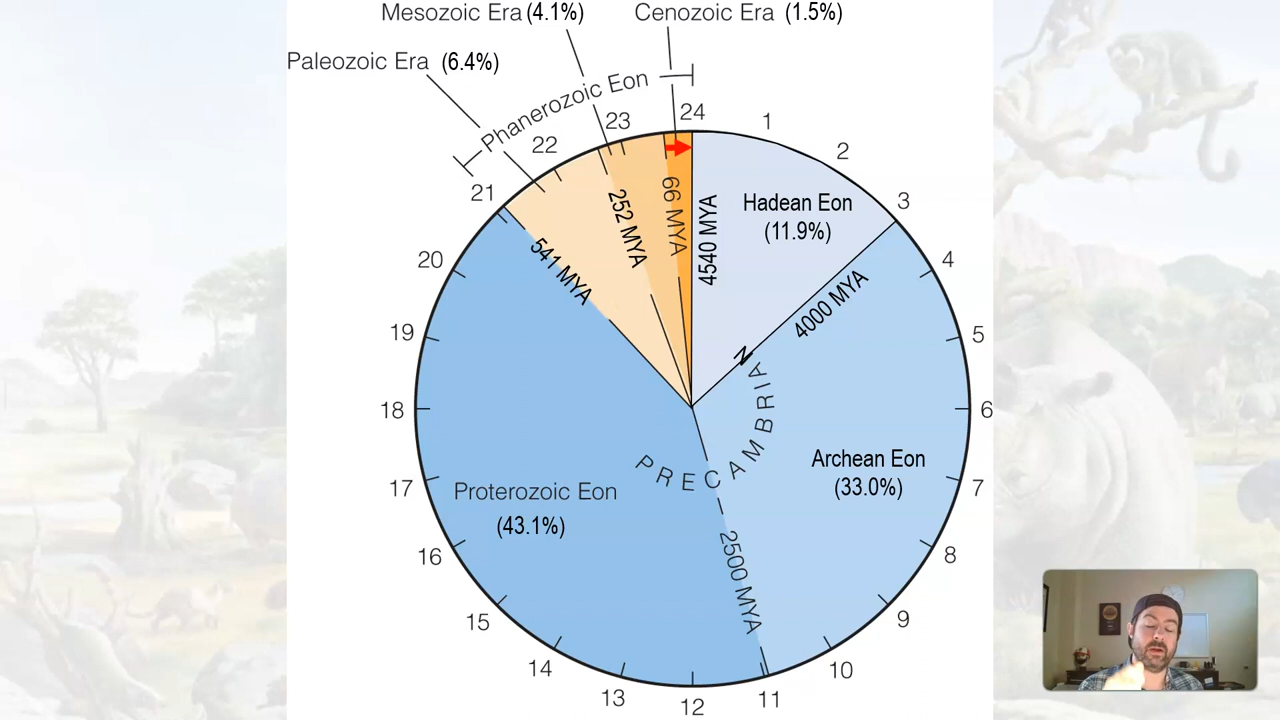 Mesozoic Era (4.1%)
Cenozoic Era (1.5%)
Paleozoic Era (6.4%)
Phanerozoic Eon
24
1
2
3
4
5
6
7
8
9
10
11
12
13
14
15
16
17
18
19
20
21
22
23
541 MYA
252 MYA
66 MYA
4540 MYA
Hadean Eon
(11.9%)
4000 MYA
PRECAMBRIAN
Archean Eon
(33.0%)
Proterozoic Eon
(43.1%)
2500 MYA